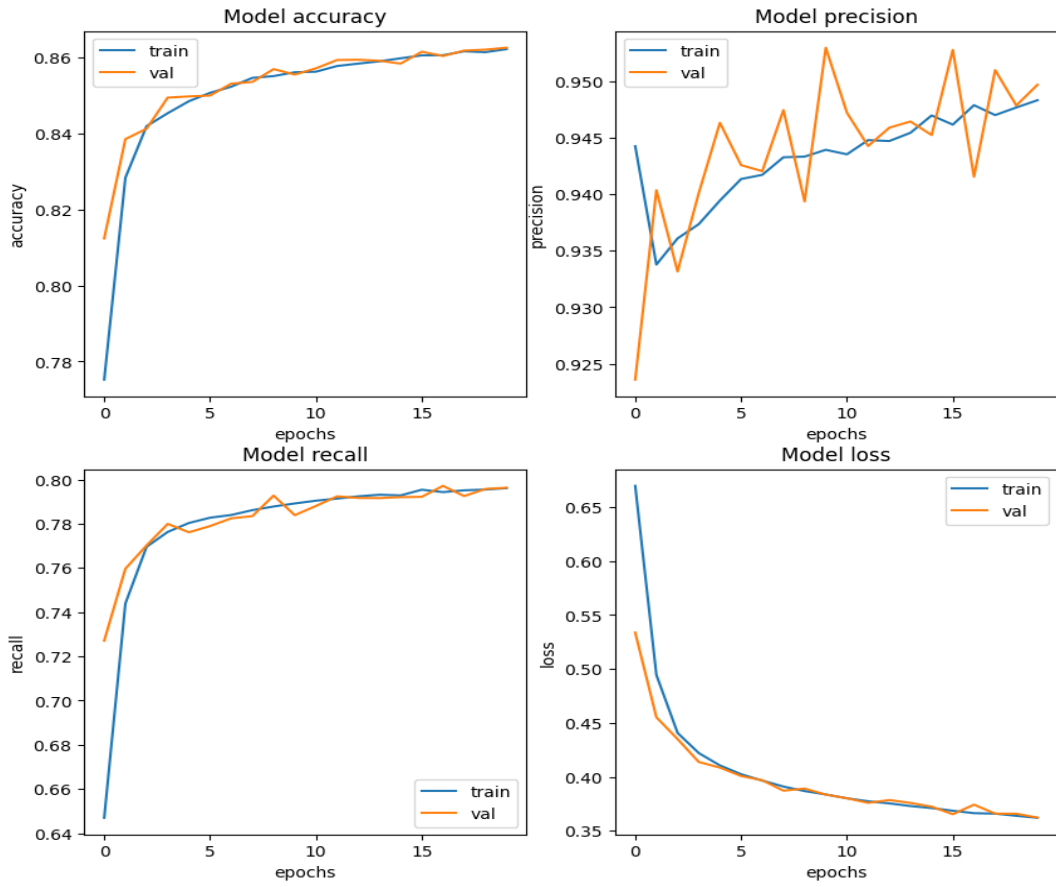 Model accuracy
train
val
0.86
0.84
0.82
0.80
0.78
accuracy
0 5 10 15
epochs
Model precision
train
val
0.950
0.945
0.940
0.935
0.930
0.925
precision
0 5 10 15
epochs
Model recall
0.80
0.78
0.76
0.74
0.72
0.70
0.68
0.66
0.64
recall
train
val
0 5 10 15
epochs
Model loss
train
val
0.65
0.60
0.55
0.50
0.45
0.40
0.35
loss
0 5 10 15
epochs